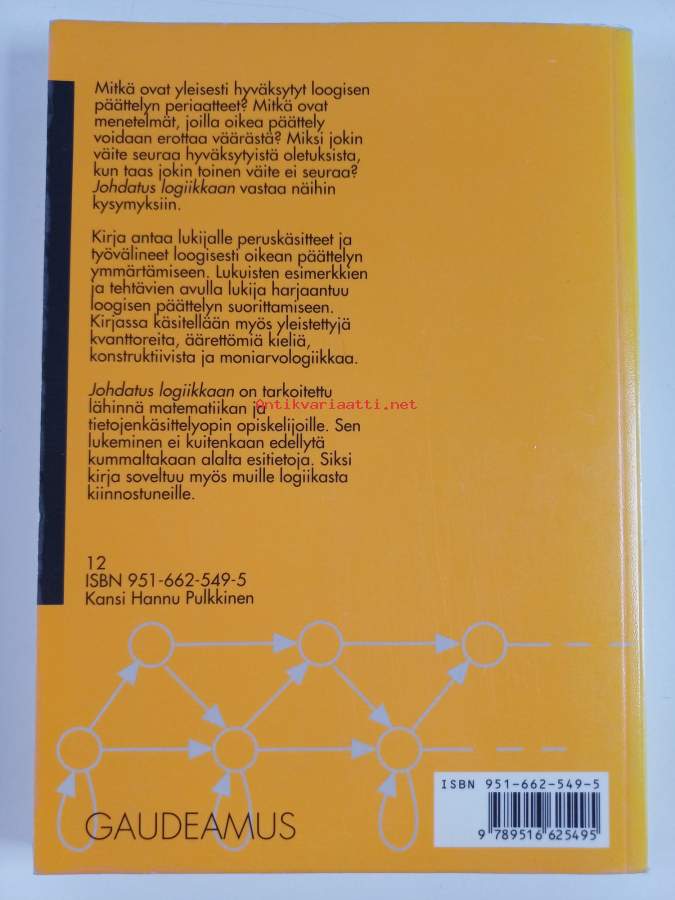 Mitkä ovat yleisesti hyväksytyt loogisen
päättelyn periaatteet? Mitkä ovat
menetelmät, joilla oikea päättely
voidaan erottaa väärästä? Miksi jokin
väite seuraa hyväksytyistä oletuksista,
kun taas jokin toinen väite ei seuraa?
Johdatus logiikkaan vastaa näihin
kysymyksiin.
Kirja antaa lukijalle peruskäsitteet ja
työvälineet loogisesti oikean päättelyn
ymmärtämiseen. Lukuisten esimerkkien
ja tehtävien avulla lukija harjaantuu
loogisen päättelyn suorittamiseen.
Kirjassa käsitellään myös yleistettyjä
kvanttoreita, äärettömiä kieliä,
konstruktiivista ja moniarvologiikkaa.
Johdatus logiikkaan on tarkoitettu
lähinnä matematiikan ja
Antikvariaatti.net
tietojenkäsittelyopin opiskelijoille. Sen
lukeminen ei kuitenkaan edellytä
kummaltakaan alalta esitietoja. Siksi
kirja soveltuu myös muille logiikasta
kiinnostuneille.
12
ISBN 951-662-549-5
Kansi Hannu Pulkkinen
ISBN 951-662-549-5
9 789516 625495
GAUDEAMUS